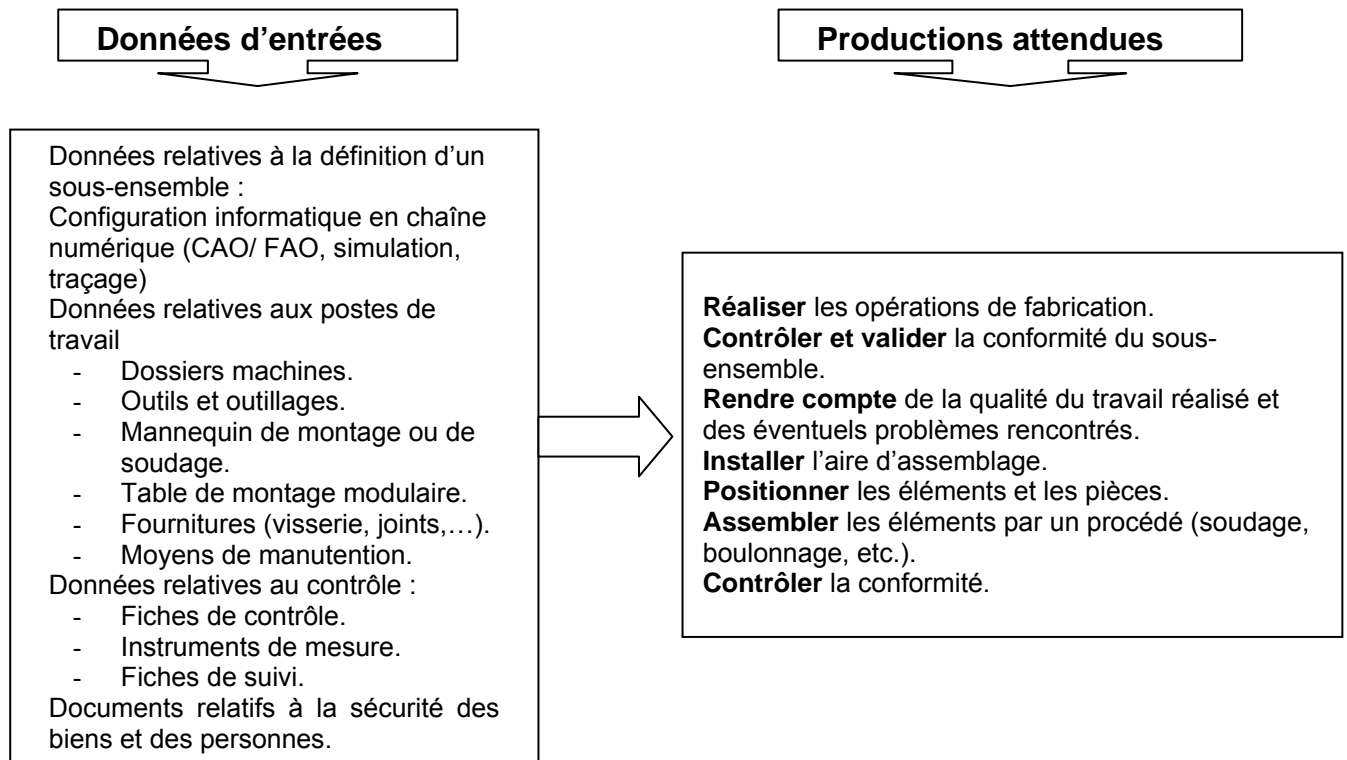 Données d’entrées
Productions attendues
Données relatives à la définition d’un
sous-ensemble :
Configuration informatique en chaîne
numérique (CAO/ FAO, simulation,
traçage)
Données relatives aux postes de
travail
- Dossiers machines.
- Outils et outillages.
- Mannequin de montage ou de
soudage.
- Table de montage modulaire.
- Fournitures (visserie, joints,…).
- Moyens de manutention.
Données relatives au contrôle :
- Fiches de contrôle.
- Instruments de mesure.
- Fiches de suivi.
Documents relatifs à la sécurité des
biens et des personnes.
Réaliser les opérations de fabrication.
Contrôler et valider la conformité du sous-
ensemble.
Rendre compte de la qualité du travail réalisé et
des éventuels problèmes rencontrés.
Installer l’aire d’assemblage.
Positionner les éléments et les pièces.
Assembler les éléments par un procédé (soudage,
boulonnage, etc.).
Contrôler la conformité.